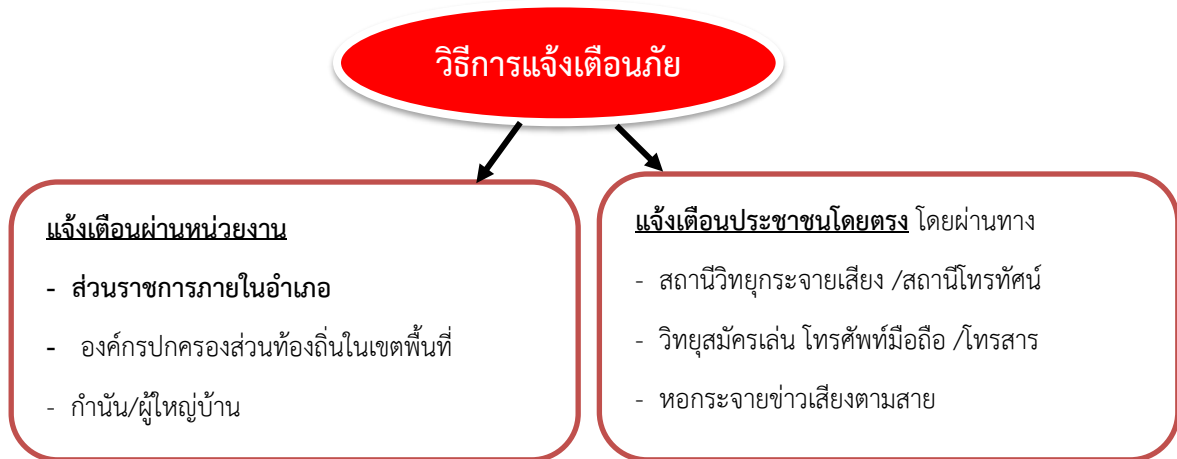 วิธีการแจ้งเตือนภัย
แจ้งเตือนผ่านหน่วยงาน
- ส่วนราชการภายในอำเภอ
- องค์กรปกครองส่วนท้องถิ่นในเขตพื้นที่
- กำนัน/ผู้ใหญ่บ้าน
แจ้งเตือนประชาชนโดยตรง โดยผ่านทาง
- สถานีวิทยุกระจายเสียง /สถานีโทรทัศน์
- วิทยุสมัครเล่น โทรศัพท์มือถือ /โทรสาร
- หอกระจายข่าวเสียงตามสาย